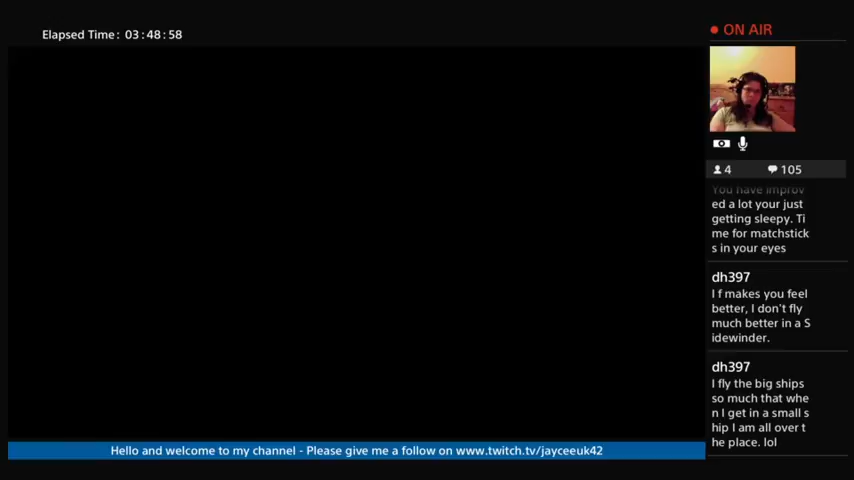 Elapsed Time: 03:48:58
ON AIR
4 105
You have improv
ed a lot your just
getting sleepy. Ti
me for matchstick
s in your eyes
dh397
I f makes you feel
better, I don't fly
much better in a S
idewinder.
dh397
I fly the big ships
so much that whe
n I get in a small s
hip I am all over t
he place. lol
Hello and welcome to my channel - Please give me a follow on www.twitch.tv/jayceeuk42